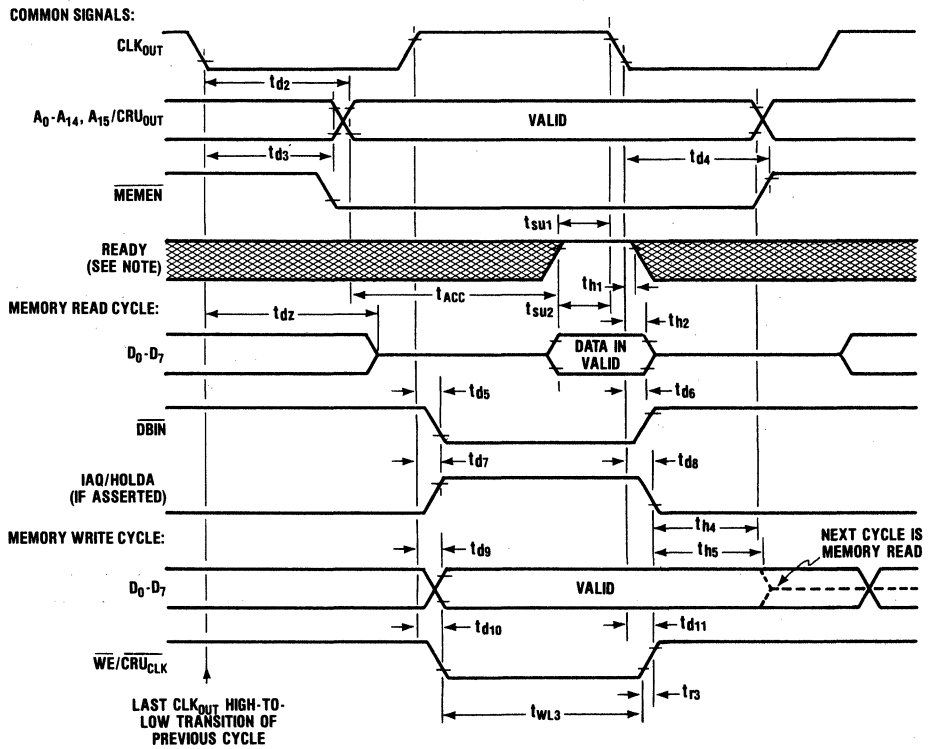 COMMON SIGNALS:
CLKOUT
td2
A0-A14, A15/CRUOUT
VALID
td3
td4
MEMEN
tsu1
READY
(SEE NOTE)
th1
tACC
tsu2
MEMORY READ CYCLE:
tdz
th2
D0-D7
DATA IN
VALID
td5
td6
DBIN
td7
td8
IAQ/HOLDA
(IF ASSERTED)
th4
MEMORY WRITE CYCLE:
td9
th5
NEXT CYCLE IS
MEMORY READ
D0-D7
VALID
td10
td11
WE/CRUCLK
tr3
tWL3
LAST CLKOUT HIGH-TO-
LOW TRANSITION OF
PREVIOUS CYCLE